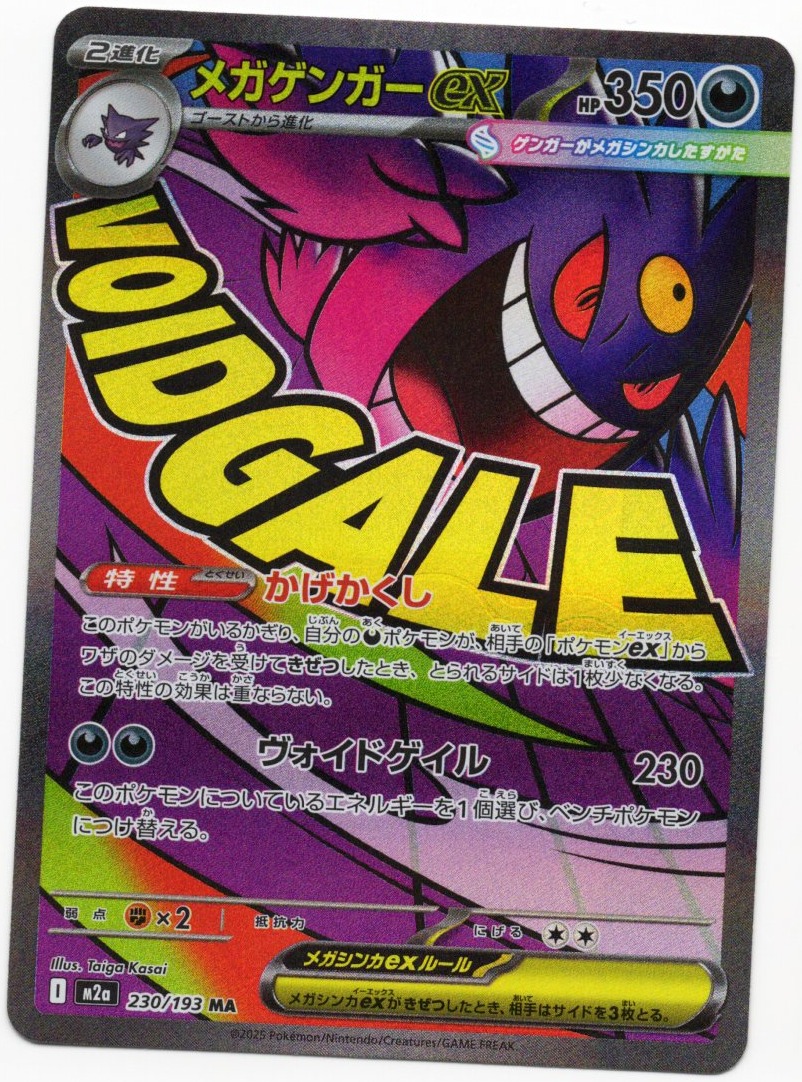 2進化
メガゲンガーex
HP350
ゴーストから進化
ゲンガーがメガシンカしたすがた
VOIDGALE
特性 とくせい かげかくし
このポケモンがいるかぎり、自分の ポケモンが、相手の「ポケモンex」から
ワザのダメージを受けてきぜつしたとき、とられるサイドは1枚少なくなる。
この特性の効果は重ならない。
ヴォイドゲイル 230
このポケモンについているエネルギーを1個選び、ベンチポケモン
につけ替える。
弱点 ×2 抵抗力 にげる
Illus. Taiga Kasai
メガシンカexルール
メガシンカexがきぜつしたとき、相手はサイドを3枚とる。
I m2a 230/193 MA
©2025 Pokémon/Nintendo/Creatures/GAME FREAK.